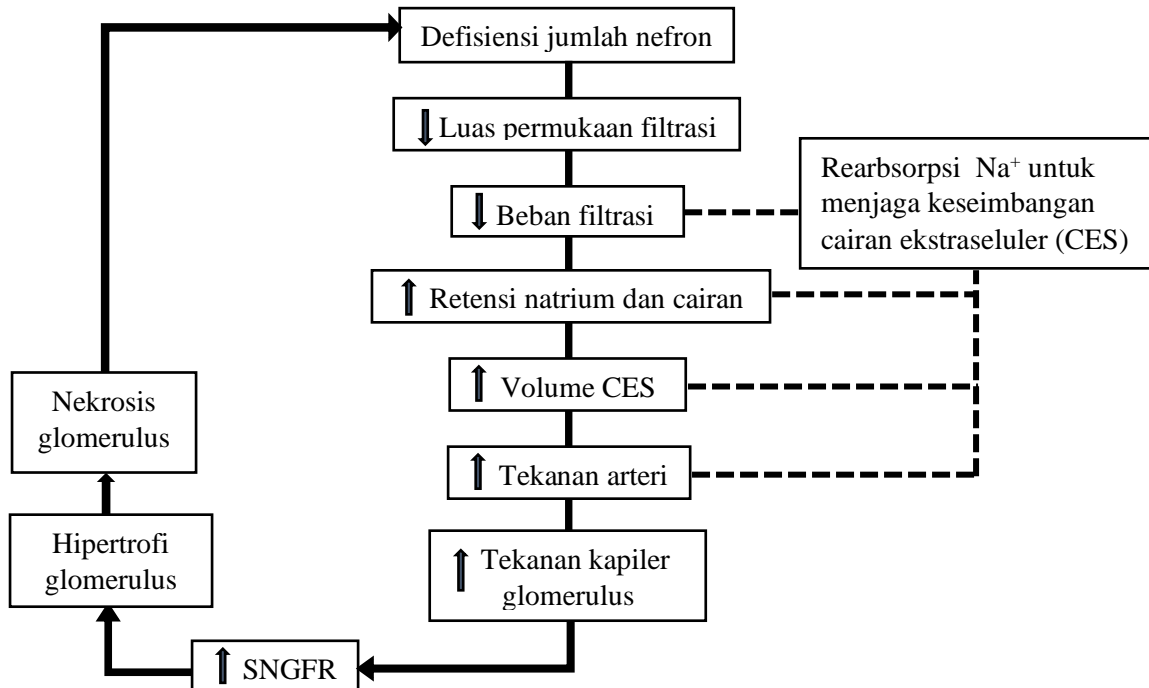 Defisiensi jumlah nefron
Luas permukaan filtrasi
Beban filtrasi
Rearbsorpsi Na⁺ untuk
menjaga keseimbangan
cairan ekstraseluler (CES)
Retensi natrium dan cairan
Volume CES
Tekanan arteri
Tekanan kapiler
glomerulus
SNGFR
Hipertrofi
glomerulus
Nekrosis
glomerulus